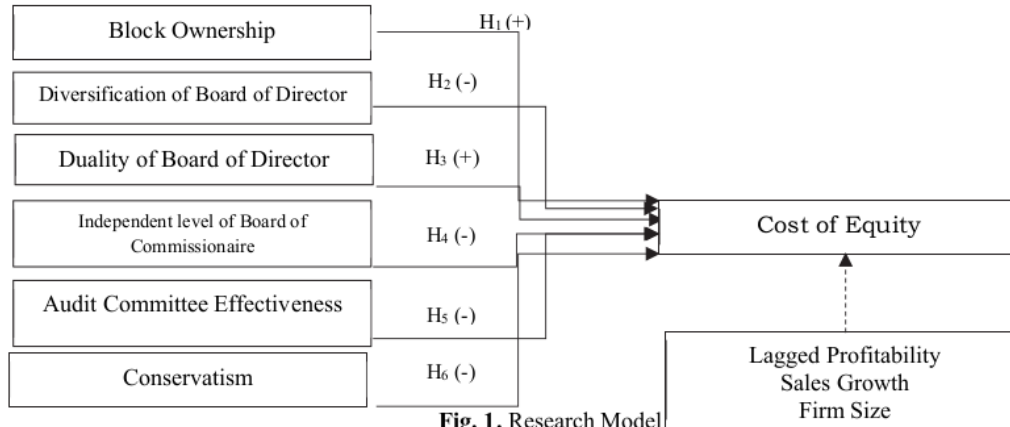 Block Ownership
H1 (+)
Diversification of Board of Director
H2 (-)
Duality of Board of Director
H3 (+)
Independent level of Board of
Commissionaire
H4 (-)
Cost of Equity
Audit Committee Effectiveness
H5 (-)
Conservatism
H6 (-)
Lagged Profitability
Sales Growth
Firm Size
Fig. 1. Research Model